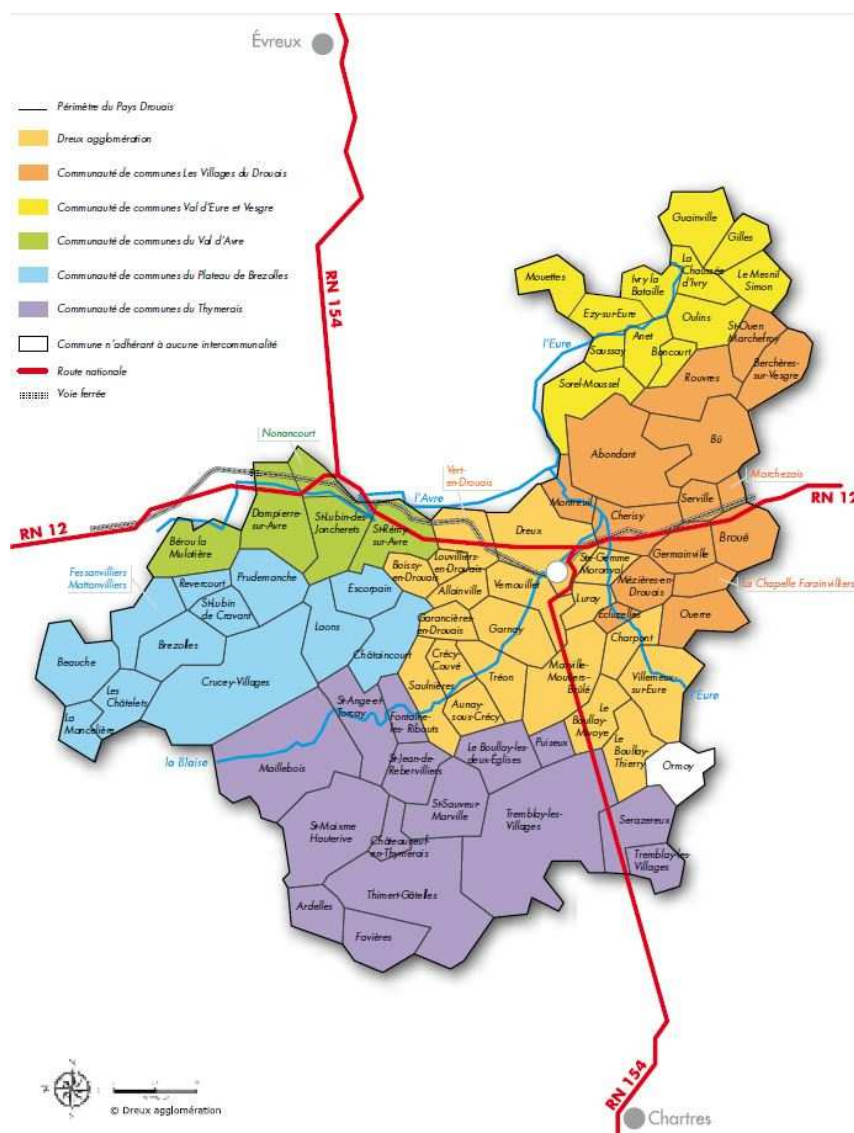 Évreux
Périmètre du Pays Drouais
Dreux agglomération
Communauté de communes Les Villages du Drouais
Communauté de communes Val d'Eure et Vesgre
Communauté de communes du Val d'Avre
Communauté de communes du Plateau de Brezolles
Communauté de communes du Thymerais
Commune n'adhérant à aucune intercommunalité
Route nationale
Voie ferrée
RN 154
Guainville
Gilles
La
Chaussée
d'Ivry
Le Mesnil
Simon
Mouettes
Ivry la
Bataille
Ezy-sur-Eure
Oulins
Anet
Saussay
Boncourt
St-Ouen
Marchefroy
Berchères-
sur-Vesgre
Rouvres
Sorel-Moussel
l'Eure
Abondant
Bû
Nonancourt
Vert-
en-Drouais
Marchezais
l'Avre
Serville
RN 12
Montreuil
Cherisy
Dreux
Broué
RN 12
Dampierre-
sur-Avre
St-Lubin-des
Joncherets
St-Rémy
sur-Avre
Bérou la
Mulotière
Louvilliers-
en-Drouais
Boissy-
en-Drouais
Allainville
Vernouillet
Ste-Gemme
Moronval
Germainville
Mézières-en
Drouais
La Chapelle Forainvilliers
Luray
Ecluzelles
Ouerre
Fessanvilliers
Mattanvilliers
Revercourt
Prudemanche
Escorpain
St-Lubin
de Cravant
Laons
Garancières-
en-Drouais
Garnay
Charpont
Brezolles
Beauche
Châtaincourt
Crécy-
Couvé
Saulnières
Tréon
Marville-
Moutiers-
Brûlé
Villemeux-
sur-Eure
l'Eure
Crucey-Villages
Les
Châtelets
La
Mancelière
St-Ange-et-
Torçay
Fontaine-
les- Ribouts
Aunay-
sous-Crécy
Le
Boullay-
Mivoye
Le
Boullay-
Thierry
Ormoy
la Blaise
Maillebois
St-Jean-de
Rebervilliers
Le Boullay-les-
deux-Eglises
Puiseux
St-Sauveur-
Marville
Tremblay-les-
Villages
Serazereux
Tremblay-les-
Villages
St-Maixme
Hauterive
Châteauneuf-
en-Thymerais
Thimert-Gâtelles
Ardelles
Favières
RN 154
Chartres
© Dreux agglomération